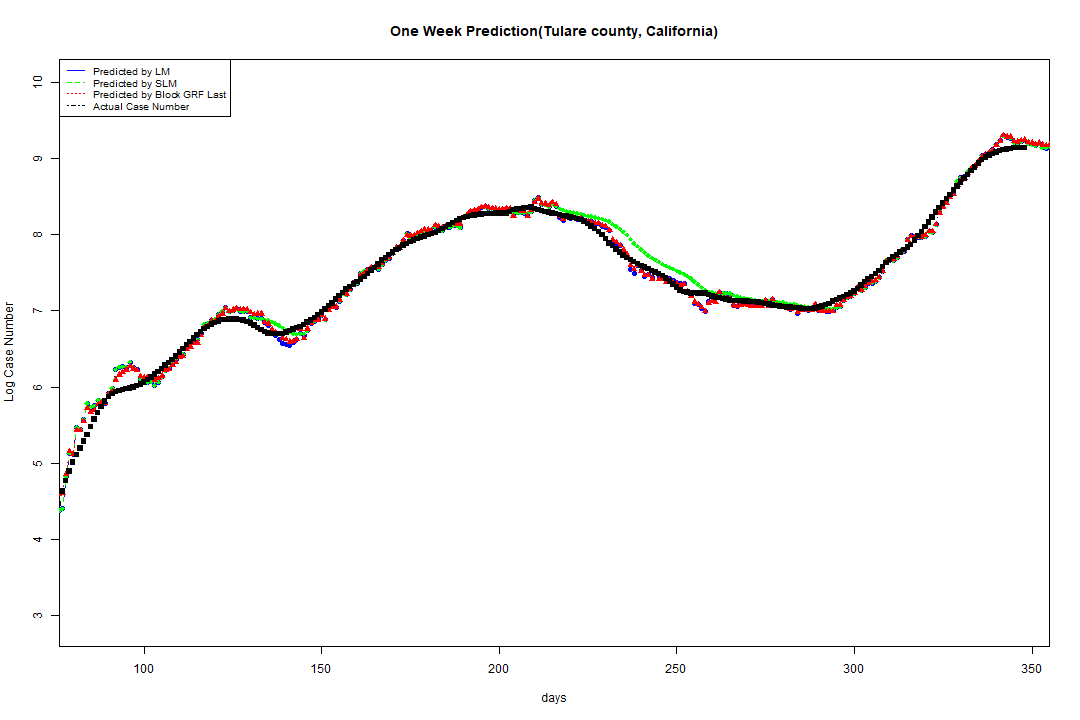 One Week Prediction(Tulare county, California)
Predicted by LM
Predicted by SLM
Predicted by Block GRF Last
Actual Case Number
10
9
8
7
6
5
4
3
Log Case Number
100 150 200 250 300 350
days